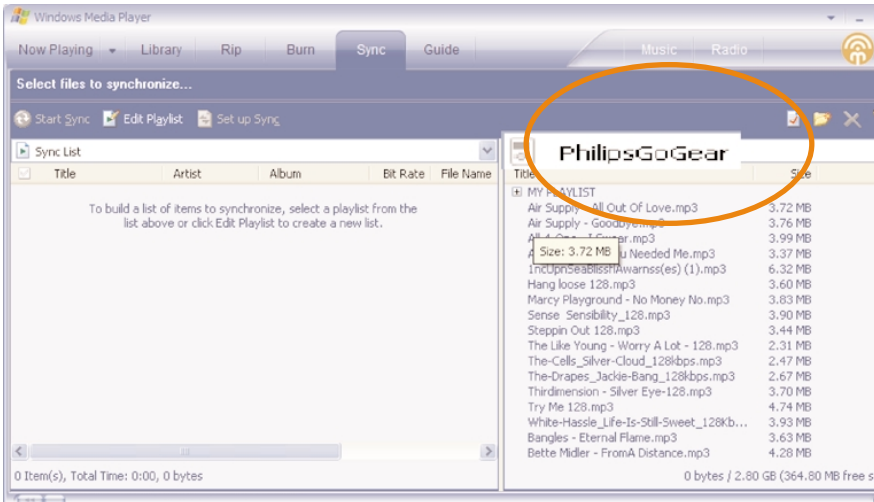 Windows Media Player
Now Playing Library Rip Burn Sync Guide Music Radio
Select files to synchronize...
Start Sync Edit Playlist Set up Sync
Sync List
Title Artist Album Bit Rate File Name
To build a list of items to synchronize, select a playlist from the
list above or click Edit Playlist to create a new list.
0 Item(s), Total Time: 0:00, 0 bytes
PhilipsGoGear
Title Size
MY PLAYLIST
Air Supply - All Out Of Love.mp3 3.72 MB
Air Supply - Goodbye.mp3 3.76 MB
All-4-One - I Swear.mp3 3.99 MB
Size: 3.72 MB
u Needed Me.mp3 3.37 MB
6.32 MB
Hang loose 128.mp3 3.60 MB
Marcy Playground - No Money No.mp3 3.83 MB
Sense Sensibility_128.mp3 3.90 MB
Steppin Out 128.mp3 3.44 MB
The Like Young - Worry A Lot - 128.mp3 2.31 MB
The-Cells_Silver-Cloud_128kbps.mp3 2.47 MB
The-Drapes_Jackie-Bang_128kbps.mp3 2.67 MB
Thirdimension - Silver Eye-128.mp3 3.70 MB
Try Me 128.mp3 4.74 MB
White-Hassle_Life-Is-Still-Sweet_128Kb... 3.93 MB
Bangles - Eternal Flame.mp3 3.63 MB
Bette Midler - FromA Distance.mp3 4.28 MB
0 bytes / 2.80 GB (364.80 MB free s